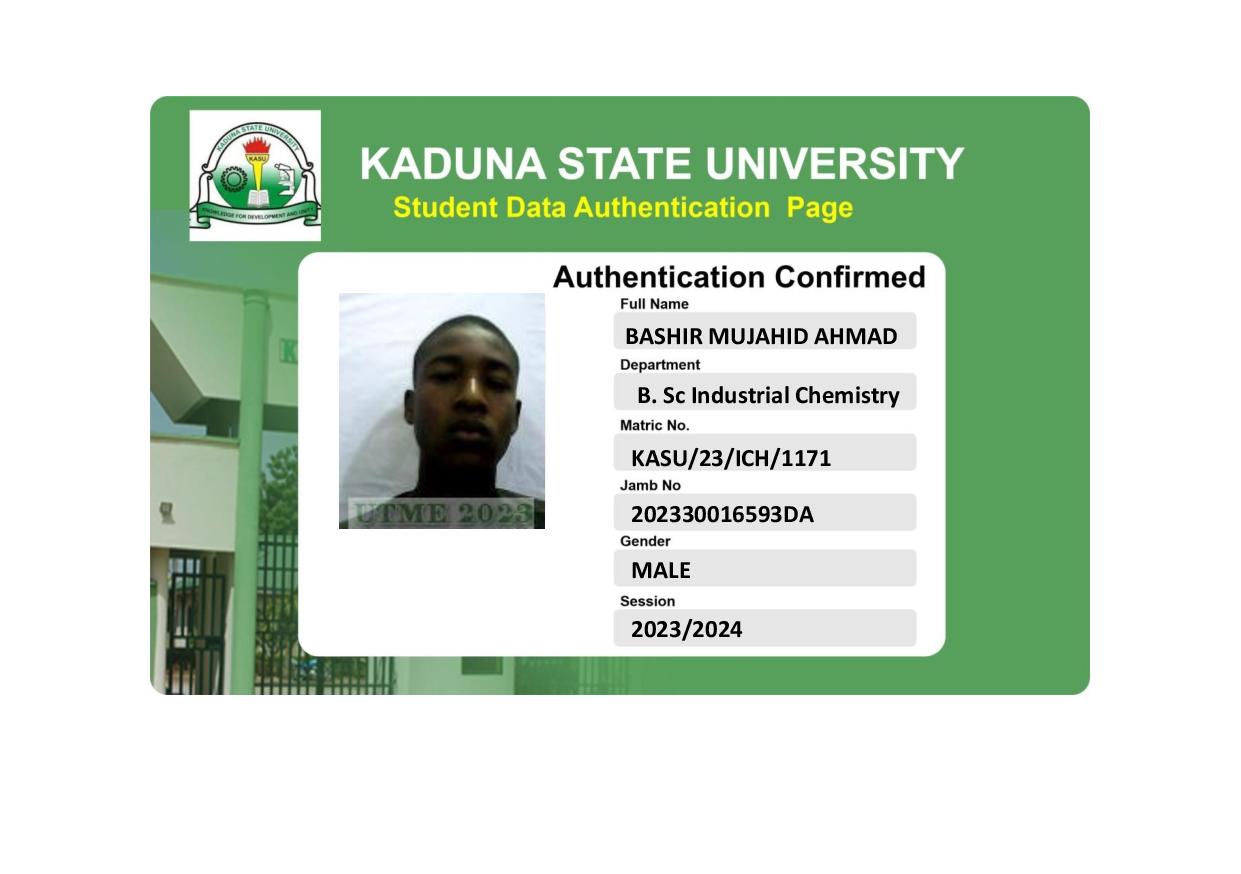 KADUNA STATE UNIVERSITY
KASU
KNOWLEDGE FOR DEVELOPMENT AND UNITY
KADUNA STATE UNIVERSITY
Student Data Authentication Page
Authentication Confirmed
Full Name
BASHIR MUJAHID AHMAD
Department
B. Sc Industrial Chemistry
Matric No.
KASU/23/ICH/1171
Jamb No
202330016593DA
Gender
MALE
Session
2023/2024
UTME 2023
K